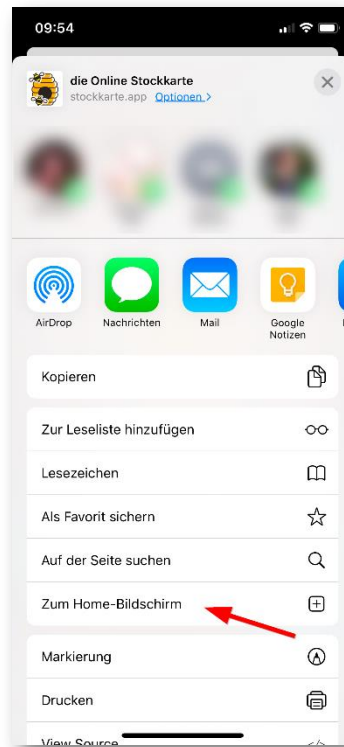 09:54
die Online Stockkarte
stockkarte.app Optionen >
AirDrop
Nachrichten
Mail
Google
Notizen
Kopieren
Zur Leseliste hinzufügen
Lesezeichen
Als Favorit sichern
Auf der Seite suchen
Zum Home-Bildschirm
Markierung
Drucken
View Source